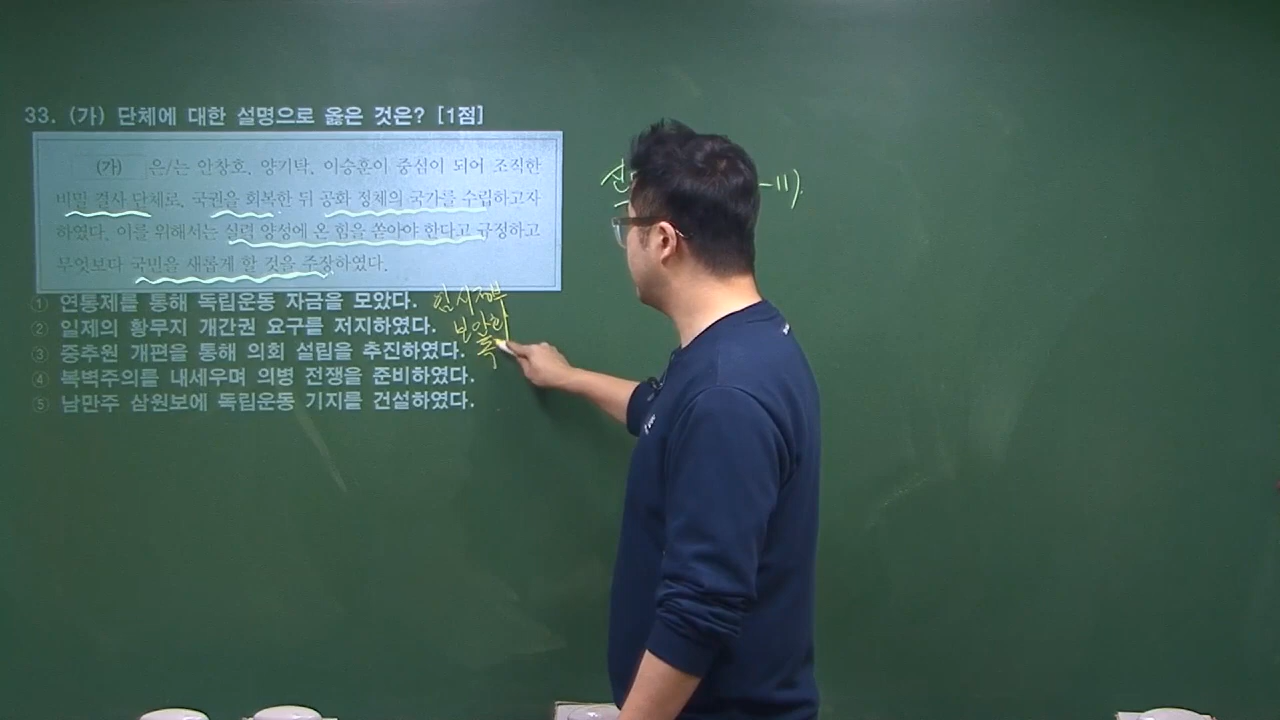 33. (가) 단체에 대한 설명으로 옳은 것은? [1점]
(가) 은/는 안창호, 양기탁, 이승훈이 중심이 되어 조직한
비밀 결사 단체로, 국권을 회복한 뒤 공화 정체의 국가를 수립하고자
하였다. 이를 위해서는 실력 양성에 온 힘을 쏟아야 한다고 규정하고
무엇보다 국민을 새롭게 할 것을 주장하였다.
① 연통제를 통해 독립운동 자금을 모았다. 임시정부
② 일제의 황무지 개간권 요구를 저지하였다. 보안회
③ 중추원 개편을 통해 의회 설립을 추진하였다. 독
④ 복벽주의를 내세우며 의병 전쟁을 준비하였다.
⑤ 남만주 삼원보에 독립운동 기지를 건설하였다.
신
-11).